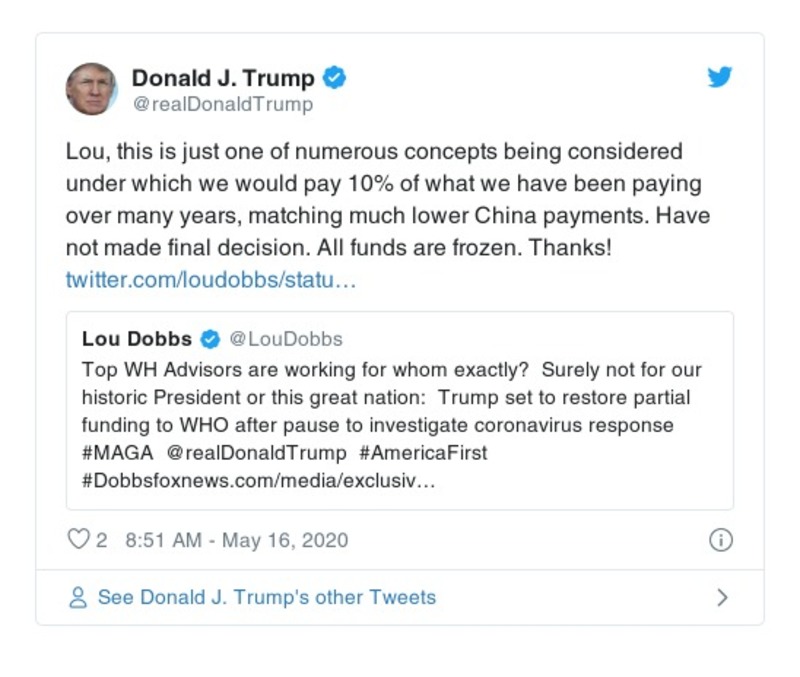 Donald J. Trump
@realDonaldTrump
Lou, this is just one of numerous concepts being considered
under which we would pay 10% of what we have been paying
over many years, matching much lower China payments. Have
not made final decision. All funds are frozen. Thanks!
twitter.com/loudobbs/statu…
Lou Dobbs @LouDobbs
Top WH Advisors are working for whom exactly?  Surely not for our
historic President or this great nation:  Trump set to restore partial
funding to WHO after pause to investigate coronavirus response
#MAGA  @realDonaldTrump  #AmericaFirst
#Dobbsfoxnews.com/media/exclusiv…
2 8:51 AM - May 16, 2020
See Donald J. Trump's other Tweets